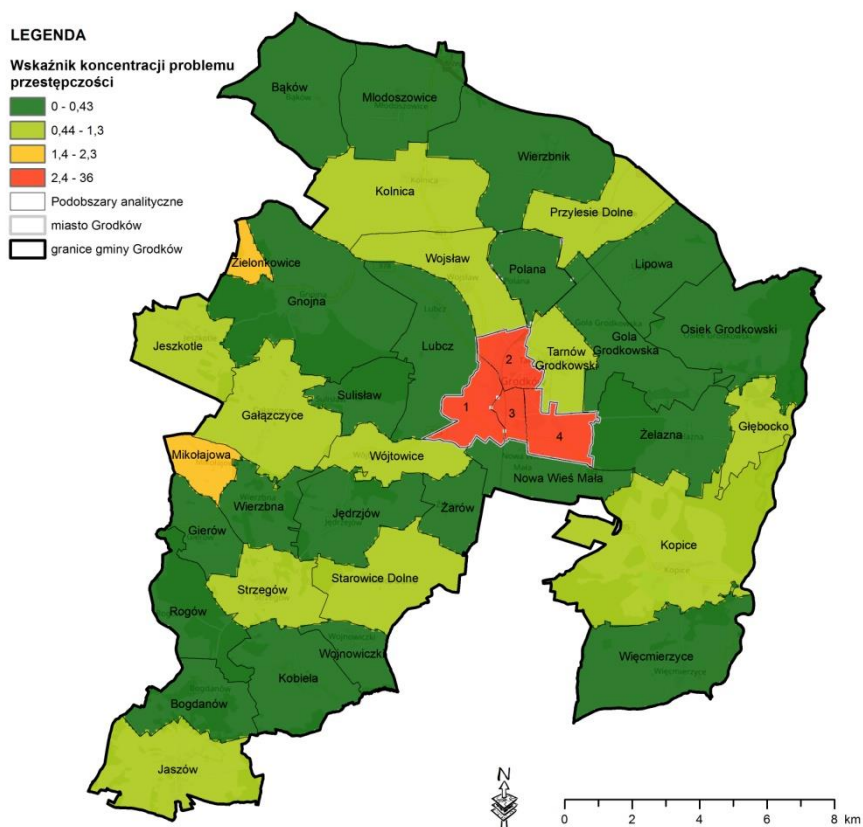 LEGENDA
Wskaźnik koncentracji problemu
przestępczości
0 - 0,43
0,44 - 1,3
1,4 - 2,3
2,4 - 36
Podobszary analityczne
miasto Grodków
granice gminy Grodków
Bąków
Młodoszowice
Wierzbnik
Kolnica
Przylesie Dolne
Zielonkowice
Wojsław
Polana
Lipowa
Gnojna
Jeszkotle
Lubcz
Tarnów
Grodkowski
Gola
Grodkowska
Osiek Grodkowski
2
Sulisław
Gałązczyce
1
3
4
Żelazna
Głębocko
Mikołajowa
Wójtowice
Nowa Wieś Mała
Wierzbna
Jędrzjów
Żarów
Gierów
Kopice
Strzegów
Starowice Dolne
Rogów
Wojnowiczki
Więcmierzyce
Kobiela
Bogdanów
Jaszów
N
0 2 4 6 8 km